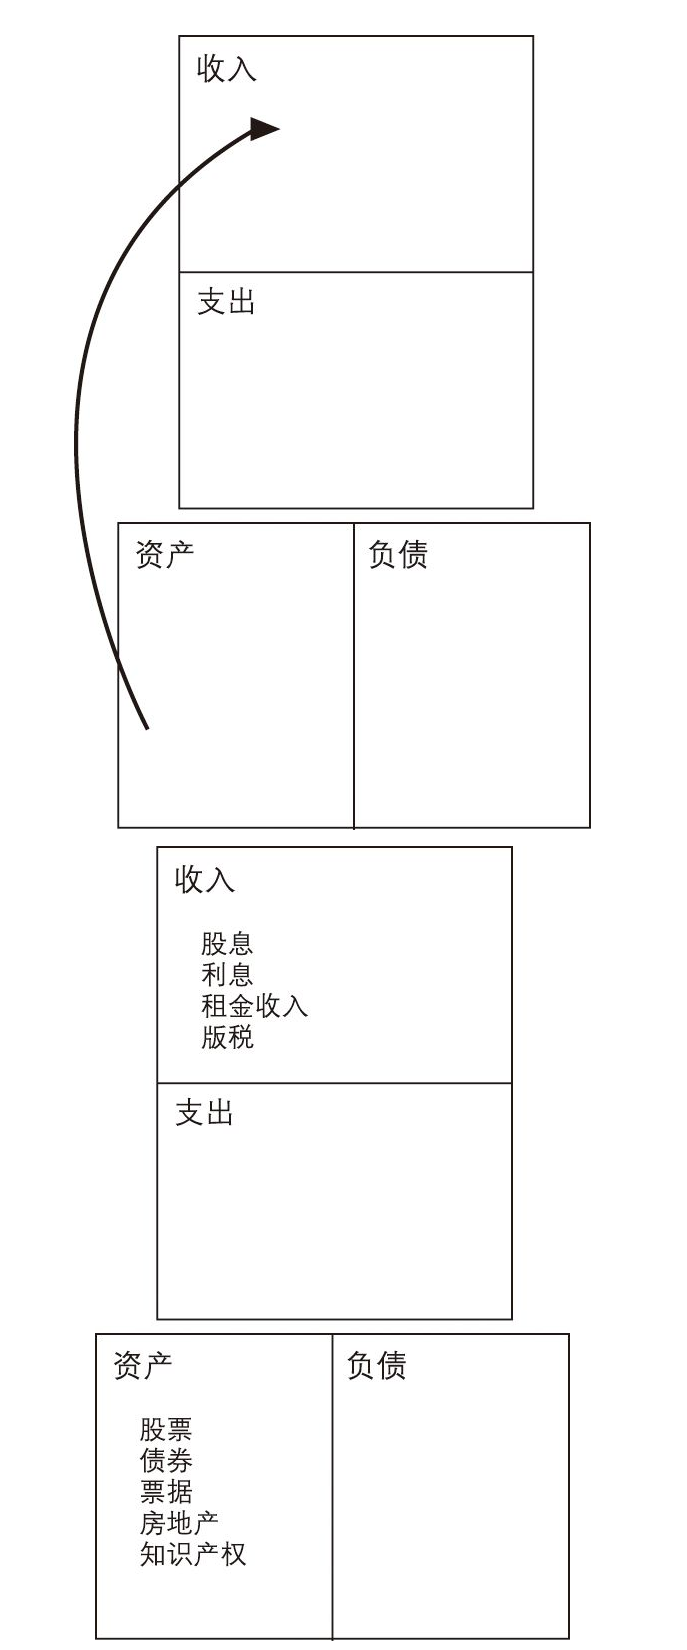 收入
支出
资产
负债
收入
股息
利息
租金收入
版税
支出
资产
负债
股票
债券
票据
房地产
知识产权